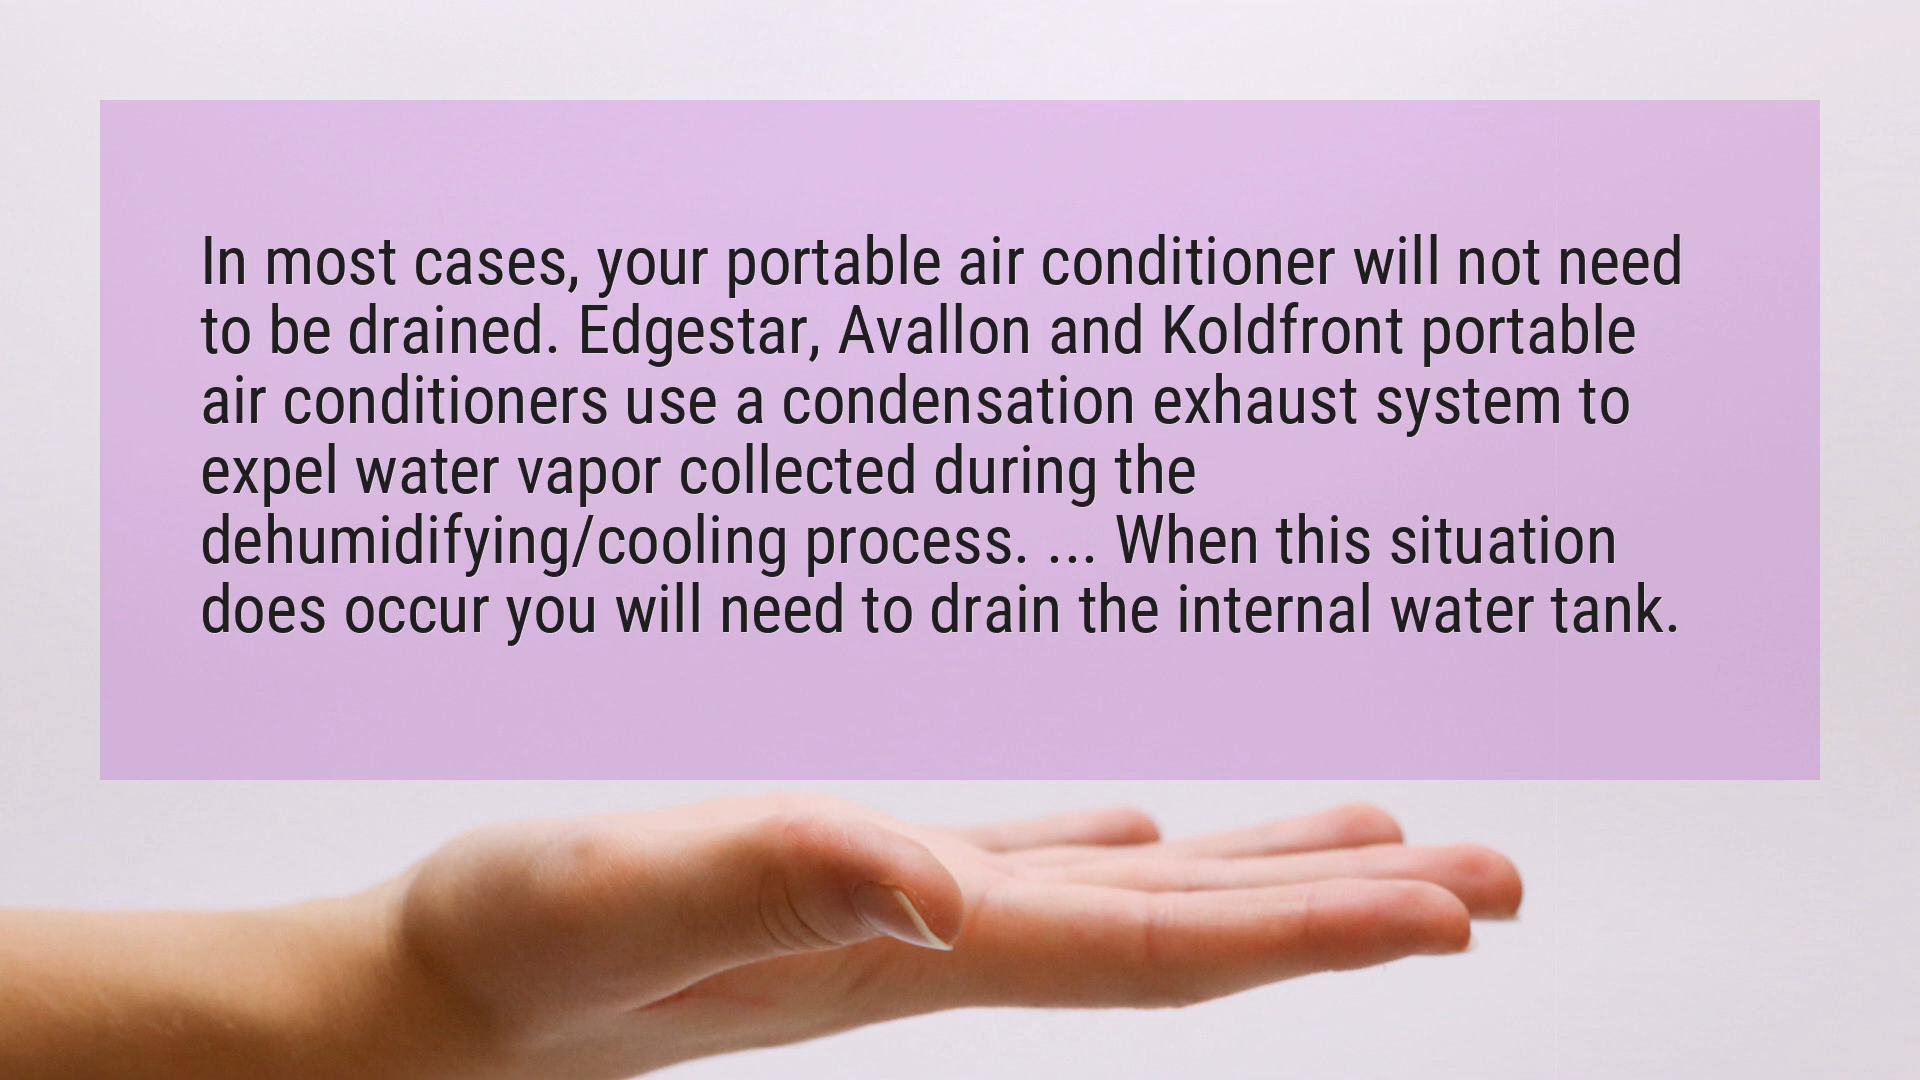 In most cases, your portable air conditioner will not need
to be drained. Edgestar, Avallon and Koldfront portable
air conditioners use a condensation exhaust system to
expel water vapor collected during the
dehumidifying/cooling process. ... When this situation
does occur you will need to drain the internal water tank.